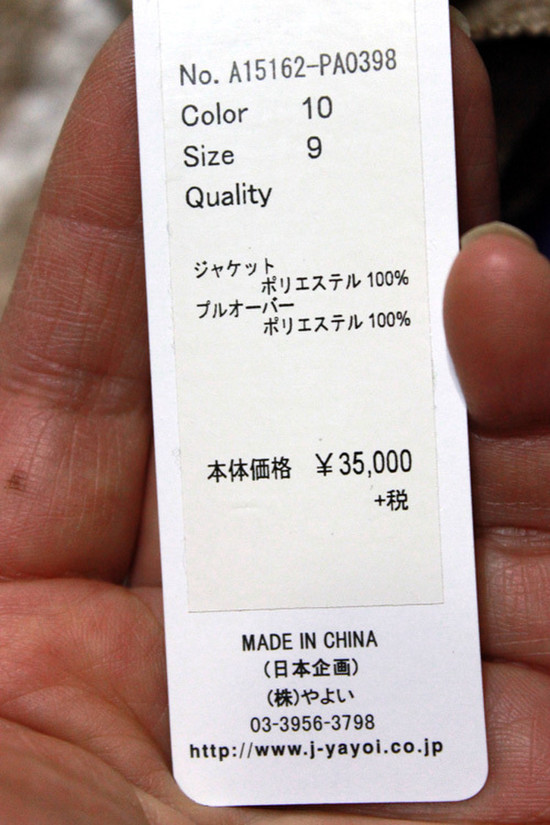 No. A15162-PA0398
Color 10
Size 9
Quality
ジャケット
ポリエステル 100%
プルオーバー
ポリエステル 100%
本体価格 ¥35,000
+税
MADE IN CHINA
(日本企画)
(株)やよい
03-3956-3798
http://www.j-yayoi.co.jp